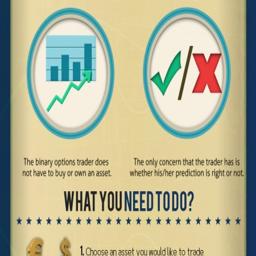 The binary options trader does
not have to buy or own an asset.
The only concern that the trader has is
whether his/her prediction is right or not.
WHAT YOU NEED TO DO?
1. Choose an asset you would like to trade